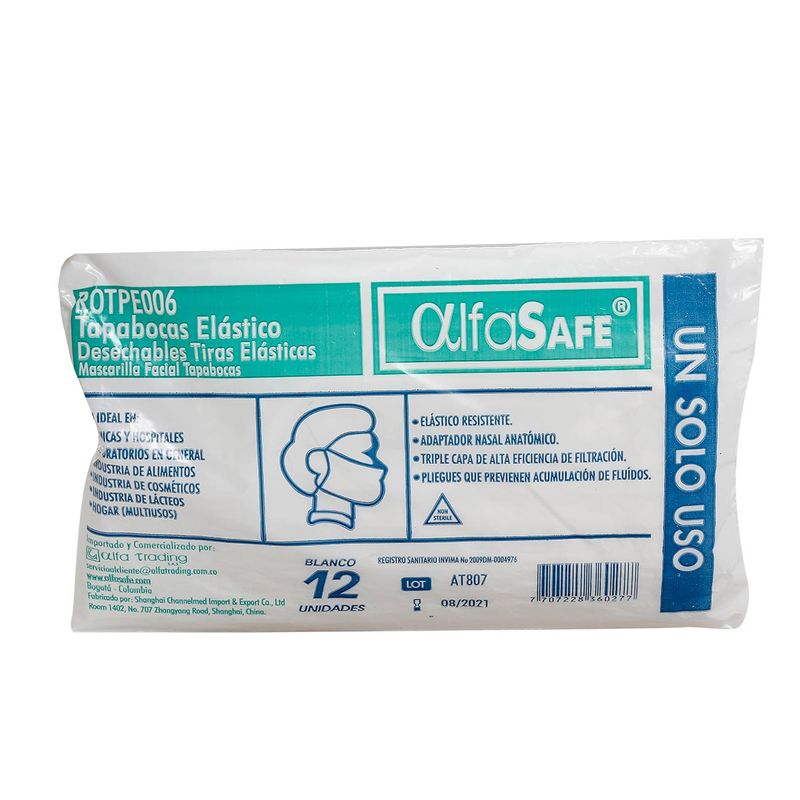 ROTPE006
Tapabocas Elástico
Desechables Tiras Elásticas
Mascarilla Facial Tapabocas
αlfaSAFE®
UN SOLO USO
IDEAL EN:
Y HOSPITALES
EN GENERAL
INDUSTRIA DE ALIMENTOS
•INDUSTRIA DE COSMÉTICOS
•INDUSTRIA DE LÁCTEOS
•HOGAR (MULTIUSOS)
•ELÁSTICO RESISTENTE.
•ADAPTADOR NASAL ANATÓMICO.
•TRIPLE CAPA DE ALTA EFICIENCIA DE FILTRACIÓN.
•PLIEGUES QUE PREVIENEN ACUMULACIÓN DE FLUÍDOS.
NON
STERILE
Importado y Comercializado por:
alfa trading
servicioalcliente@alfatrading.com.co
www.alfasafe.com
Bogotá - Colombia
Fabricado por: Shanghai Channelmed Import & Export Co., Ltd
Room 1402, No. 707 Zhangyang Road, Shanghai, China.
BLANCO
12
UNIDADES
REGISTRO SANITARIO INVIMA No 2009DM-0004976
LOT AT807
08/2021
7 707228 360277